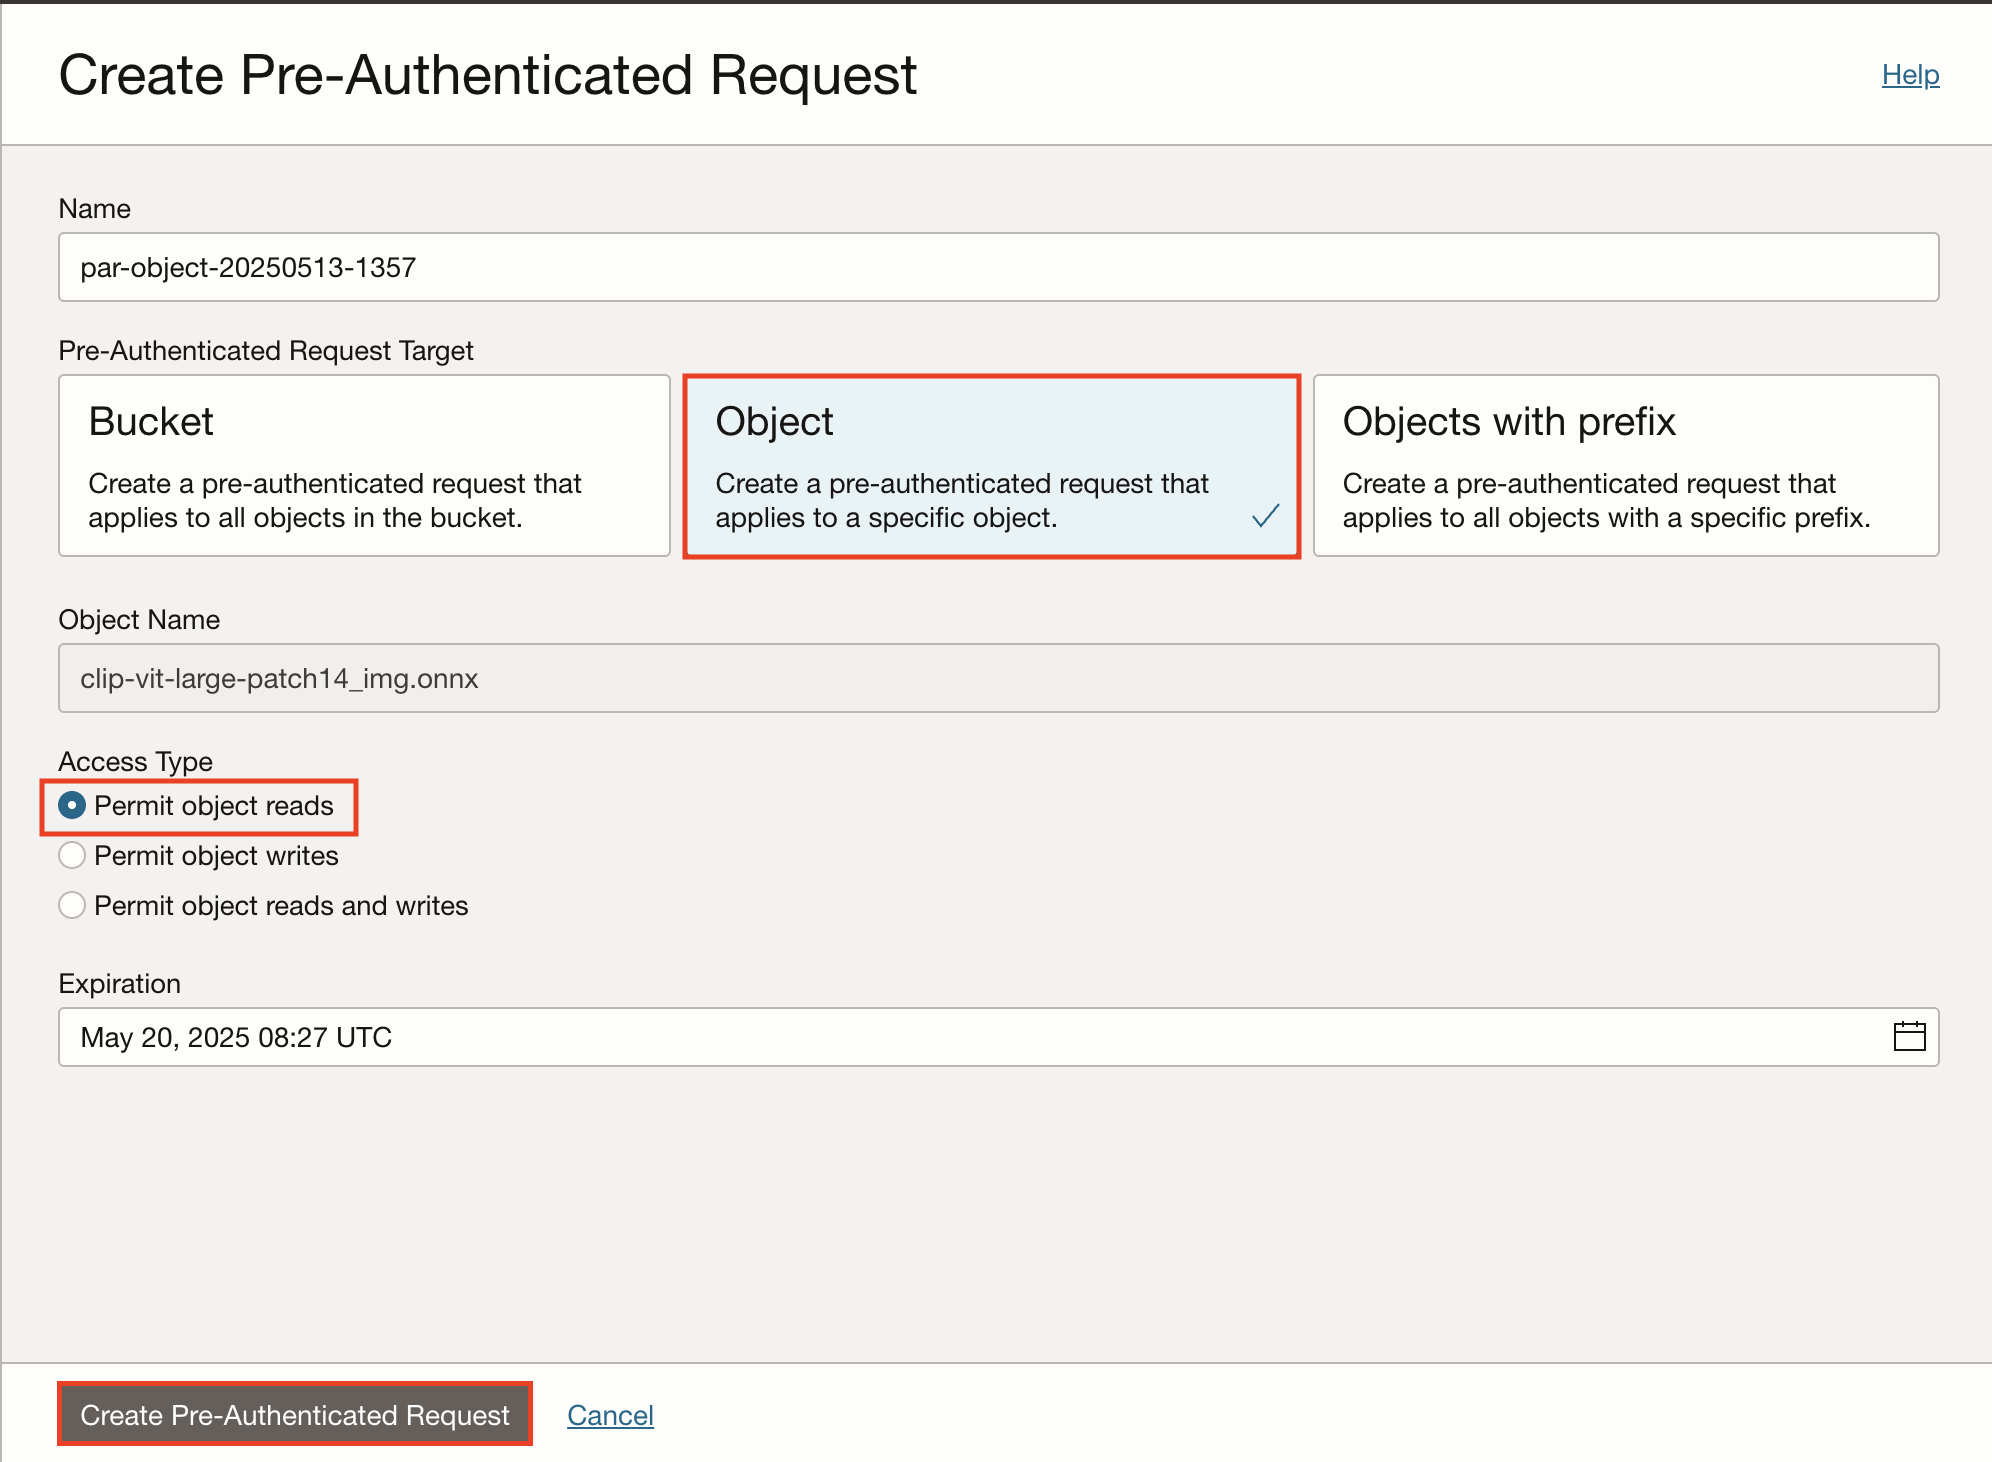 Create Pre-Authenticated Request
Help
Name
par-object-20250513-1357
Pre-Authenticated Request Target
Bucket
Create a pre-authenticated request that
applies to all objects in the bucket.
Object
Create a pre-authenticated request that
applies to a specific object.
Objects with prefix
Create a pre-authenticated request that
applies to all objects with a specific prefix.
Object Name
clip-vit-large-patch14_img.onnx
Access Type
Permit object reads
Permit object writes
Permit object reads and writes
Expiration
May 20, 2025 08:27 UTC
Create Pre-Authenticated Request
Cancel